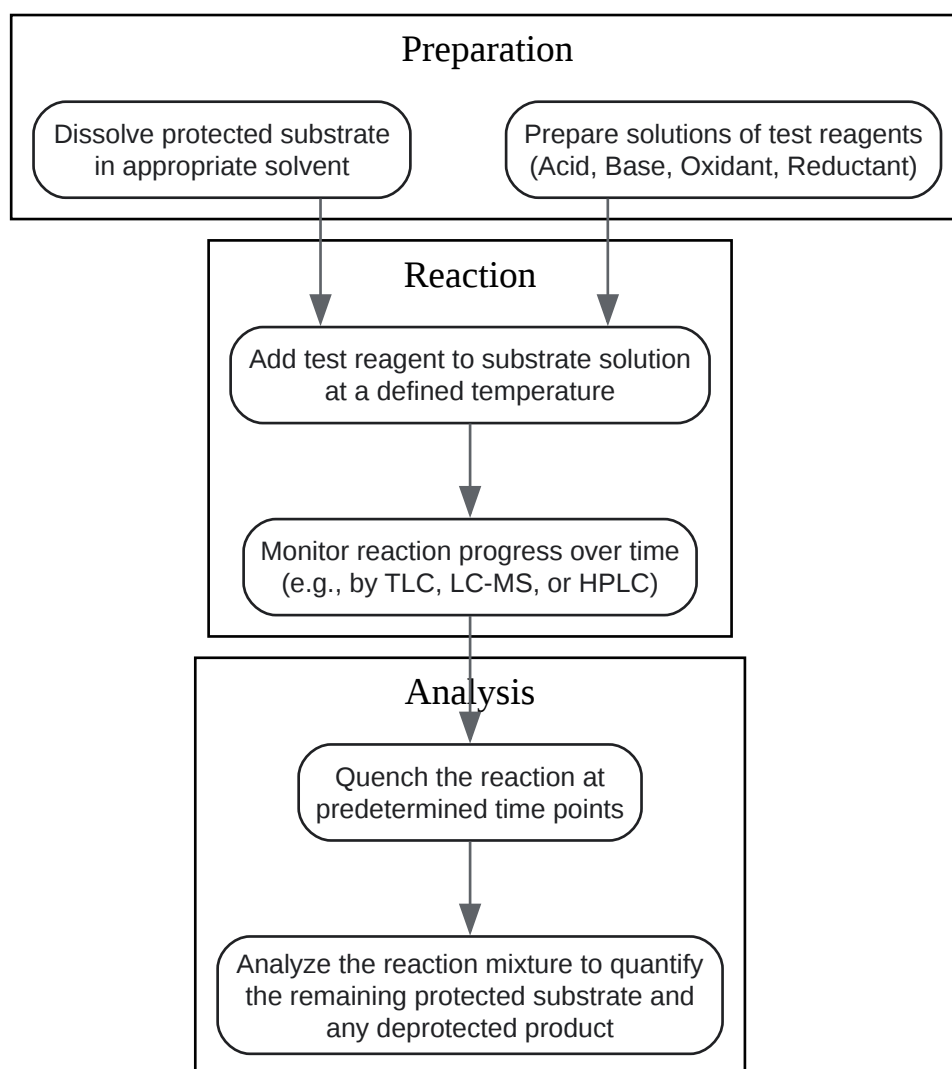 Preparation
Dissolve protected substrate
in appropriate solvent
Prepare solutions of test reagents
(Acid, Base, Oxidant, Reductant)
Reaction
Add test reagent to substrate solution
at a defined temperature
Monitor reaction progress over time
(e.g., by TLC, LC-MS, or HPLC)
Analysis
Quench the reaction at
predetermined time points
Analyze the reaction mixture to quantify
the remaining protected substrate and
any deprotected product